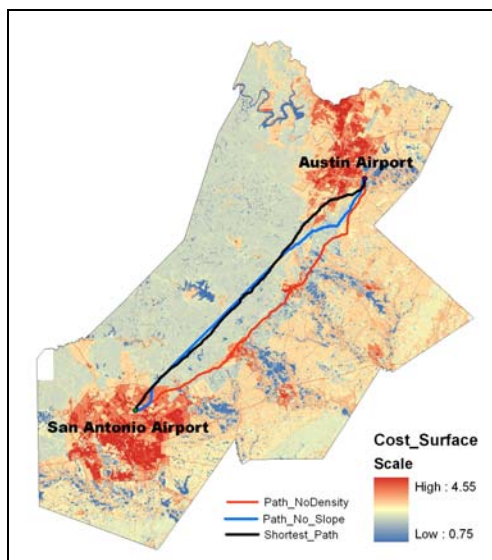 Austin Airport
San Antonio Airport
Path_NoDensity
Path_No_Slope
Shortest_Path
Cost_Surface
Scale
High : 4.55
Low : 0.75